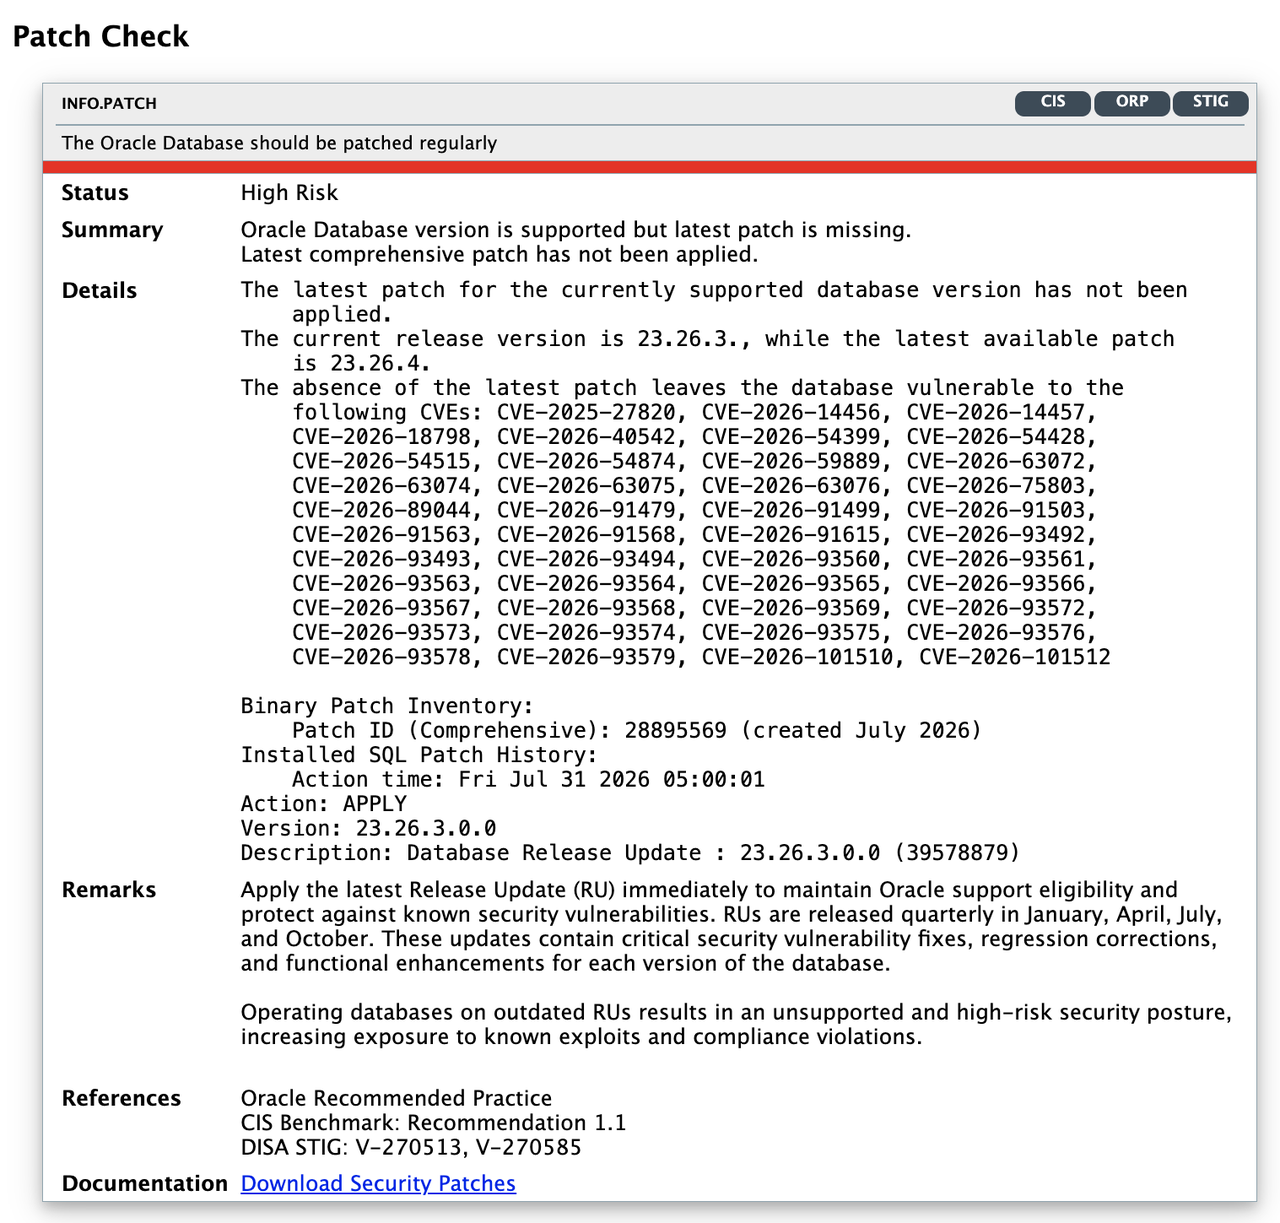 Patch Check
INFO.PATCH
CIS ORP STIG
The Oracle Database should be patched regularly
Status High Risk
Summary Oracle Database version is supported but latest patch is missing.
Latest comprehensive patch has not been applied.
Details The latest patch for the currently supported database version has not been
applied.
The current release version is 23.26.3., while the latest available patch
is 23.26.4.
The absence of the latest patch leaves the database vulnerable to the
following CVEs: CVE-2025-27820, CVE-2026-14456, CVE-2026-14457,
CVE-2026-18798, CVE-2026-40542, CVE-2026-54399, CVE-2026-54428,
CVE-2026-54515, CVE-2026-54874, CVE-2026-59889, CVE-2026-63072,
CVE-2026-63074, CVE-2026-63075, CVE-2026-63076, CVE-2026-75803,
CVE-2026-89044, CVE-2026-91479, CVE-2026-91499, CVE-2026-91503,
CVE-2026-91563, CVE-2026-91568, CVE-2026-91615, CVE-2026-93492,
CVE-2026-93493, CVE-2026-93494, CVE-2026-93560, CVE-2026-93561,
CVE-2026-93563, CVE-2026-93564, CVE-2026-93565, CVE-2026-93566,
CVE-2026-93567, CVE-2026-93568, CVE-2026-93569, CVE-2026-93572,
CVE-2026-93573, CVE-2026-93574, CVE-2026-93575, CVE-2026-93576,
CVE-2026-93578, CVE-2026-93579, CVE-2026-101510, CVE-2026-101512
Binary Patch Inventory:
Patch ID (Comprehensive): 28895569 (created July 2026)
Installed SQL Patch History:
Action time: Fri Jul 31 2026 05:00:01
Action: APPLY
Version: 23.26.3.0.0
Description: Database Release Update : 23.26.3.0.0 (39578879)
Remarks Apply the latest Release Update (RU) immediately to maintain Oracle support eligibility and
protect against known security vulnerabilities. RUs are released quarterly in January, April, July,
and October. These updates contain critical security vulnerability fixes, regression corrections,
and functional enhancements for each version of the database.
Operating databases on outdated RUs results in an unsupported and high-risk security posture,
increasing exposure to known exploits and compliance violations.
References Oracle Recommended Practice
CIS Benchmark: Recommendation 1.1
DISA STIG: V-270513, V-270585
Documentation Download Security Patches